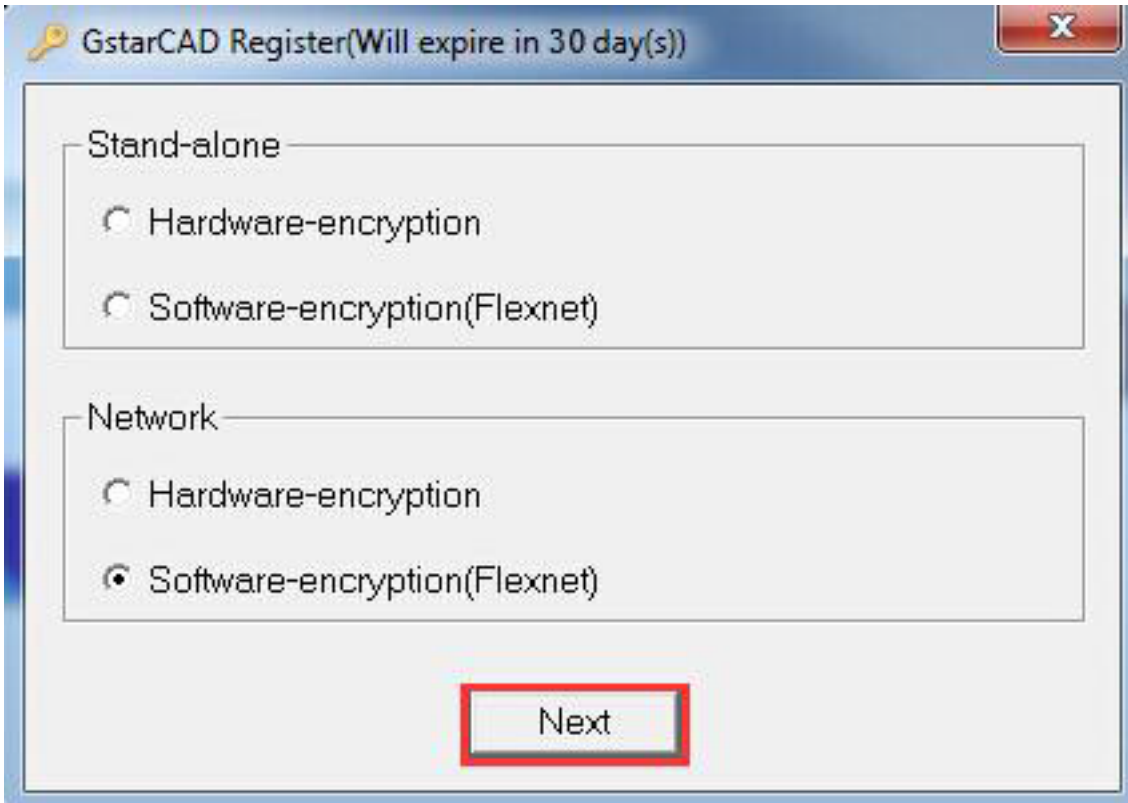 GstarCAD Register(Will expire in 30 day(s))
Stand-alone
Hardware-encryption
Software-encryption(Flexnet)
Network
Hardware-encryption
Software-encryption(Flexnet)
Next